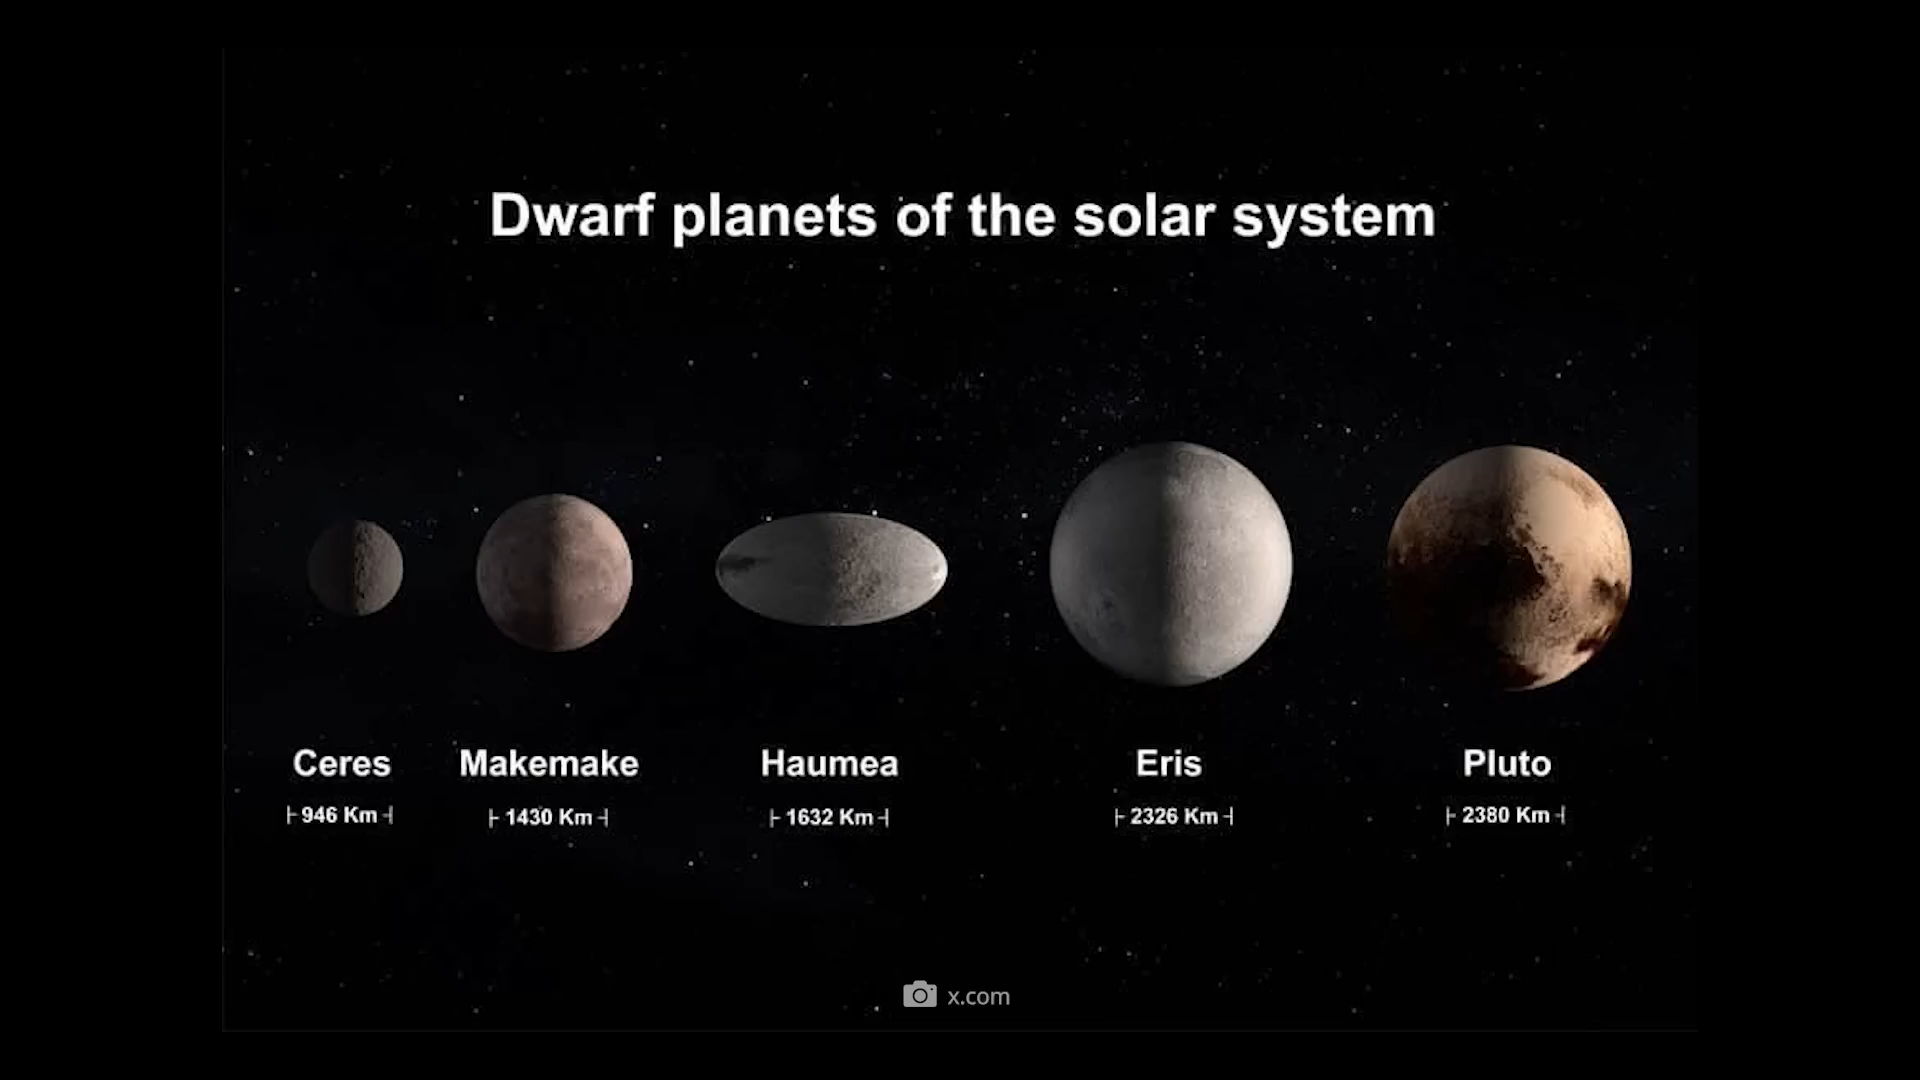 Dwarf planets of the solar system
Ceres Makemake Haumea Eris Pluto
946 Km 1430 Km 1632 Km 2326 Km 2380 Km
x.com